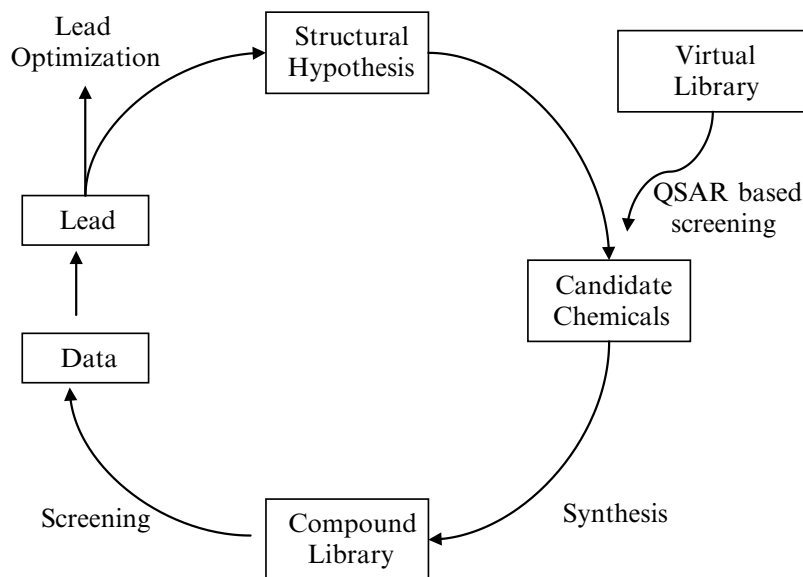 Lead
Optimization
Structural
Hypothesis
Virtual
Library
QSAR based
screening
Lead
Candidate
Chemicals
Data
Screening
Compound
Library
Synthesis